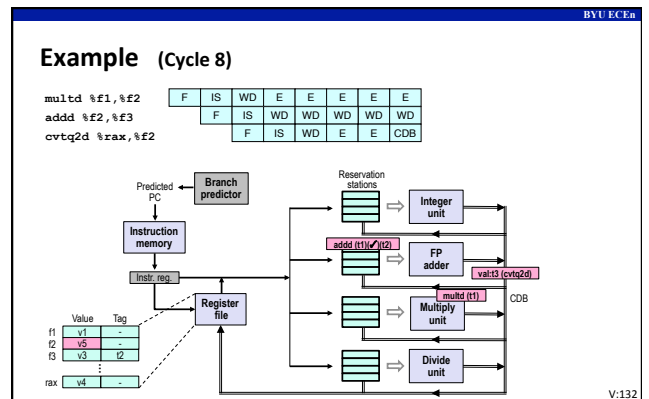 BYU ECEn
Example (Cycle 8)
multd %f1,%f2 F IS WD E E E E E
addd %f2,%f3 F IS WD WD WD WD WD
cvtq2d %rax,%f2 F IS WD E E CDB
Predicted PC
Branch predictor
Instruction memory
Instr. reg.
Register file
Reservation stations
Integer unit
addd (t1)(✓)(t2)
FP adder
val:t3 (cvtq2d)
multd (t1)
CDB
Multiply unit
Divide unit
Value Tag
f1 v1 -
f2 v5 -
f3 v3 t2
⋮
rax v4 -
V:132